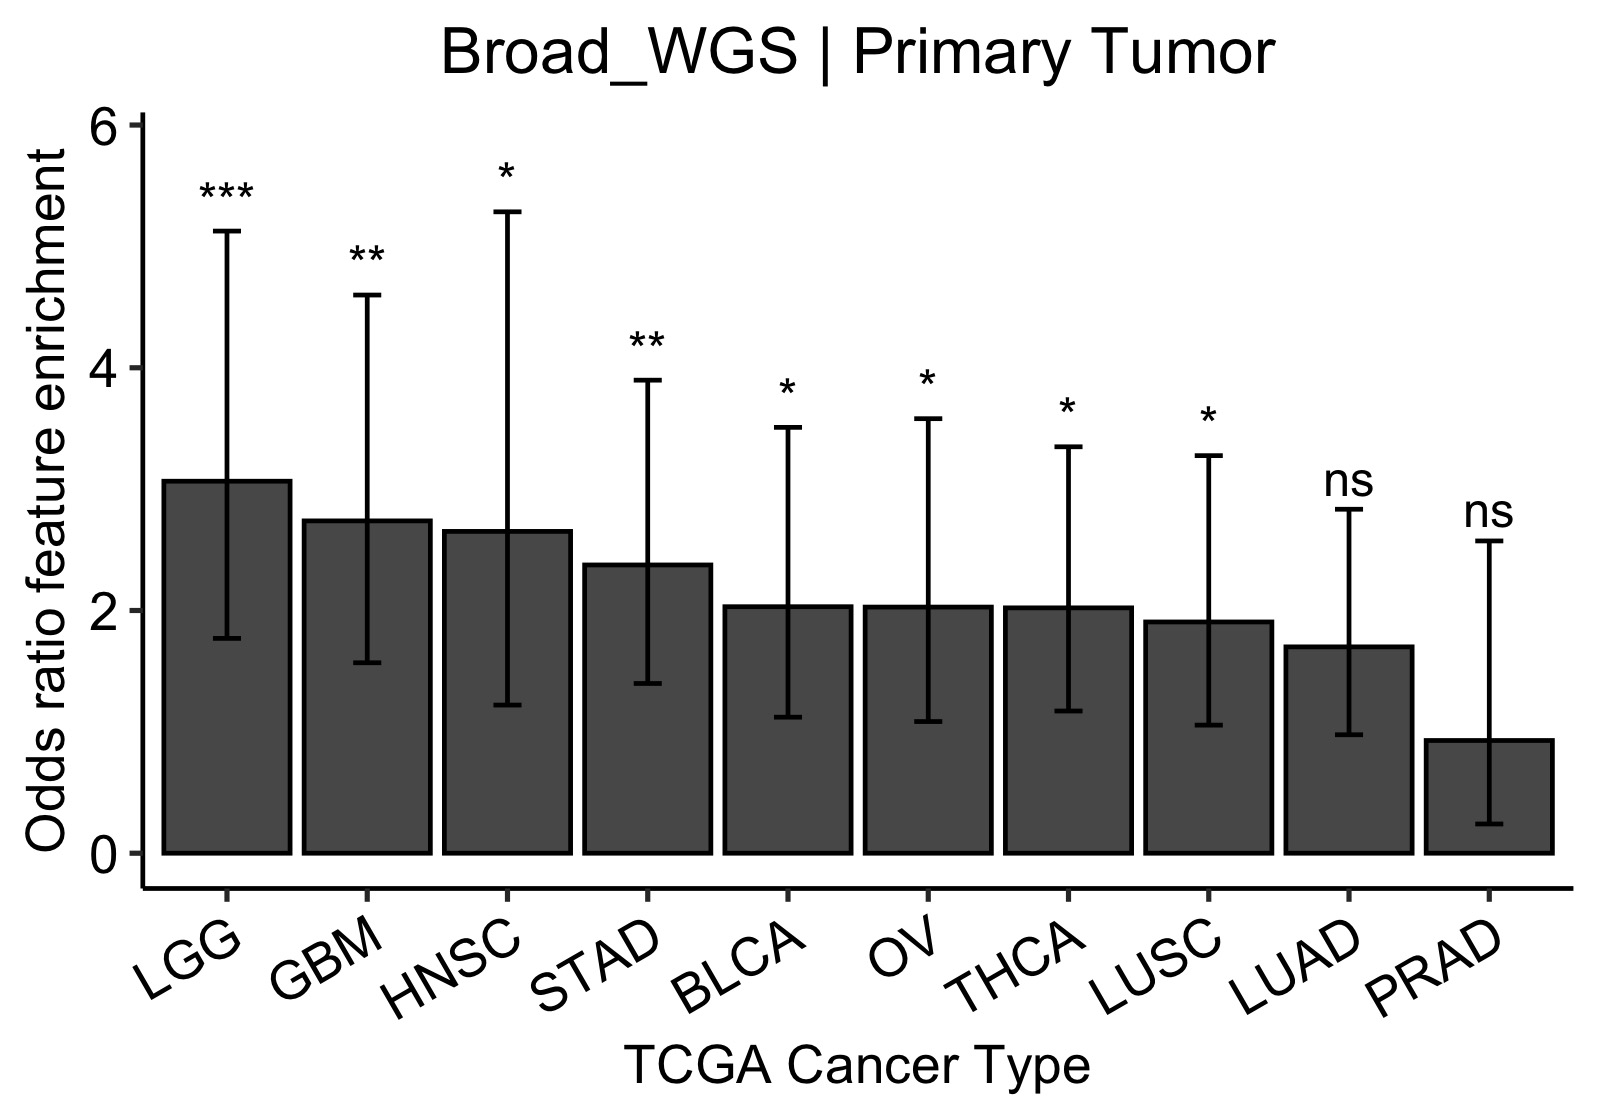 Broad_WGS | Primary Tumor
Odds ratio feature enrichment
6
4
2
0
***
**
*
**
*
*
*
*
ns
ns
LGG
GBM
HNSC
STAD
BLCA
OV
THCA
LUSC
LUAD
PRAD
TCGA Cancer Type